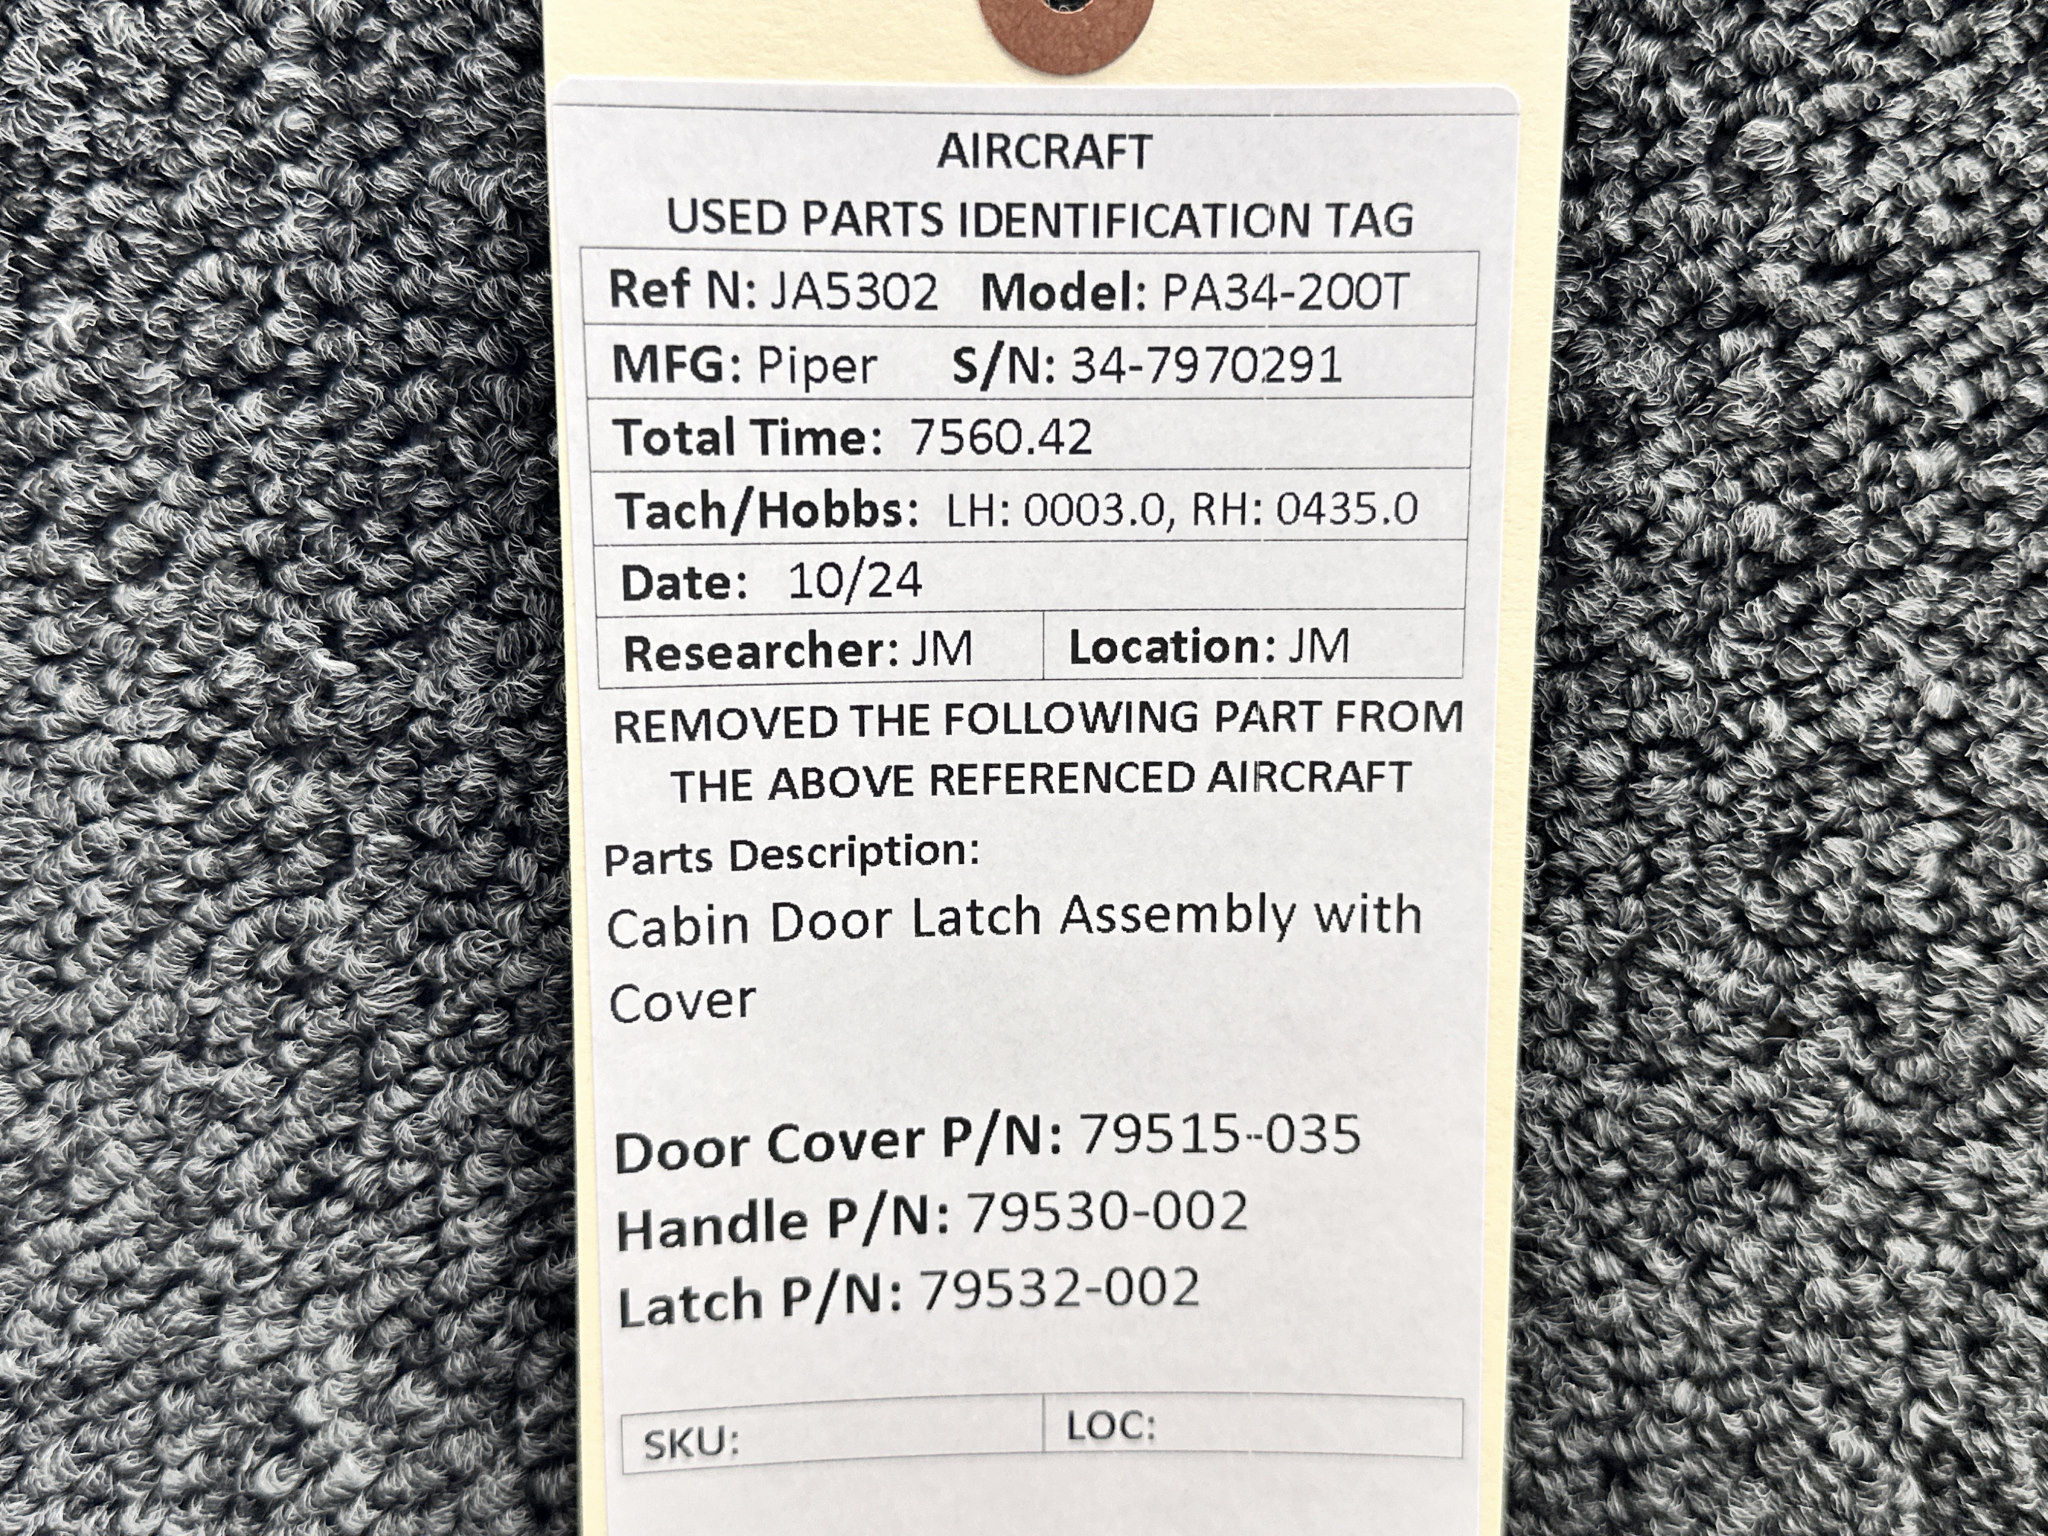 AIRCRAFT
USED PARTS IDENTIFICATION TAG
Ref N: JA5302 Model: PA34-200T
MFG: Piper S/N: 34-7970291
Total Time: 7560.42
Tach/Hobbs: LH: 0003.0, RH: 0435.0
Date: 10/24
Researcher: JM Location: JM
REMOVED THE FOLLOWING PART FROM
THE ABOVE REFERENCED AIRCRAFT
Parts Description:
Cabin Door Latch Assembly with
Cover
Door Cover P/N: 79515-035
Handle P/N: 79530-002
Latch P/N: 79532-002
SKU: LOC: